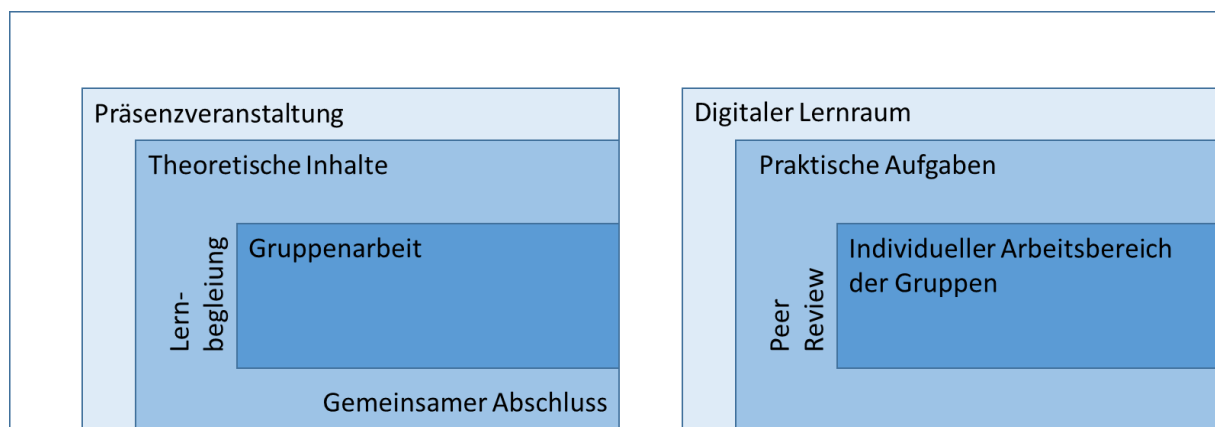 Präsenzveranstaltung
Theoretische Inhalte
Gruppenarbeit
Lern-
begleiung
Gemeinsamer Abschluss
Digitaler Lernraum
Praktische Aufgaben
Individueller Arbeitsbereich
der Gruppen
Peer
Review